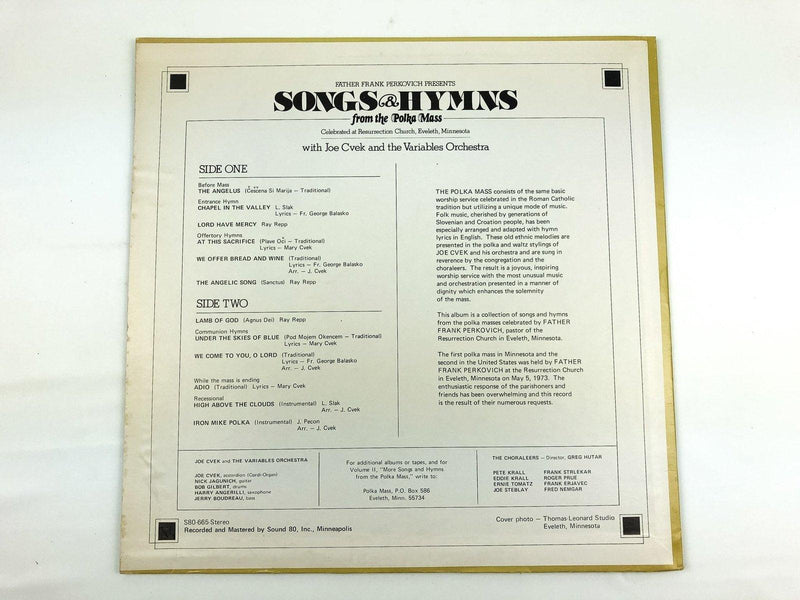 FATHER FRANK PERKOVICH PRESENTS
SONGS & HYMNS
from the Polka Mass
Celebrated at Resurrection Church, Eveleth, Minnesota
with Joe Cvek and the Variables Orchestra
SIDE ONE
Before Mass
THE ANGELUS (Češčena Si Marija — Traditional)
Entrance Hymn
CHAPEL IN THE VALLEY L. Slak
Lyrics — Fr. George Balasko
LORD HAVE MERCY Ray Repp
Offertory Hymns
AT THIS SACRIFICE (Plave Oči — Traditional)
Lyrics — Mary Cvek
WE OFFER BREAD AND WINE (Traditional)
Lyrics — Fr. George Balasko
Arr. — J. Cvek
THE ANGELIC SONG (Sanctus) Ray Repp
SIDE TWO
LAMB OF GOD (Agnus Dei) Ray Repp
Communion Hymns
UNDER THE SKIES OF BLUE (Pod Mojem Okencem — Traditional)
Lyrics — Mary Cvek
WE COME TO YOU, O LORD (Traditional)
Lyrics — Fr. George Balasko
Arr. — J. Cvek
While the mass is ending
ADIO (Traditional) Lyrics — Mary Cvek
Recessional
HIGH ABOVE THE CLOUDS (Instrumental) L. Slak
Arr. — J. Cvek
IRON MIKE POLKA (Instrumental) J. Pecon
Arr. — J. Cvek
THE POLKA MASS consists of the same basic
worship service celebrated in the Roman Catholic
tradition but utilizing a unique mode of music.
Folk music, cherished by generations of
Slovenian and Croatian people, has been
especially arranged and adapted with hymn
lyrics in English. These old ethnic melodies are
presented in the polka and waltz stylings of
JOE CVEK and his orchestra and are sung in
reverence by the congregation and the
choraleers. The result is a joyous, inspiring
worship service with the most unusual music
and orchestration presented in a manner of
dignity which enhances the solemnity
of the mass.
This album is a collection of songs and hymns
from the polka masses celebrated by FATHER
FRANK PERKOVICH, pastor of the
Resurrection Church in Eveleth, Minnesota.
The first polka mass in Minnesota and the
second in the United States was held by FATHER
FRANK PERKOVICH at the Resurrection Church
in Eveleth, Minnesota on May 5, 1973. The
enthusiastic response of the parishoners and
friends has been overwhelming and this record
is the result of their numerous requests.
JOE CVEK and THE VARIABLES ORCHESTRA
JOE CVEK, accordion (Cordi-Organ)
NICK JAGUNICH, guitar
BOB GILBERT, drums
HARRY ANGERILLI, saxophone
JERRY BOUDREAU, bass
For additional albums or tapes, and for
Volume II, "More Songs and Hymns
from the Polka Mass," write to:
Polka Mass, P.O. Box 586
Eveleth, Minn. 55734
THE CHORALEERS — Director, GREG HUTAR
PETE KRALL FRANK STRLEKAR
EDDIE KRALL ROGER PRUE
ERNIE TOMATZ FRANK ERJAVEC
JOE STEBLAY FRED NEMGAR
S80-665-Stereo
Recorded and Mastered by Sound 80, Inc., Minneapolis
Cover photo — Thomas-Leonard Studio
Eveleth, Minnesota